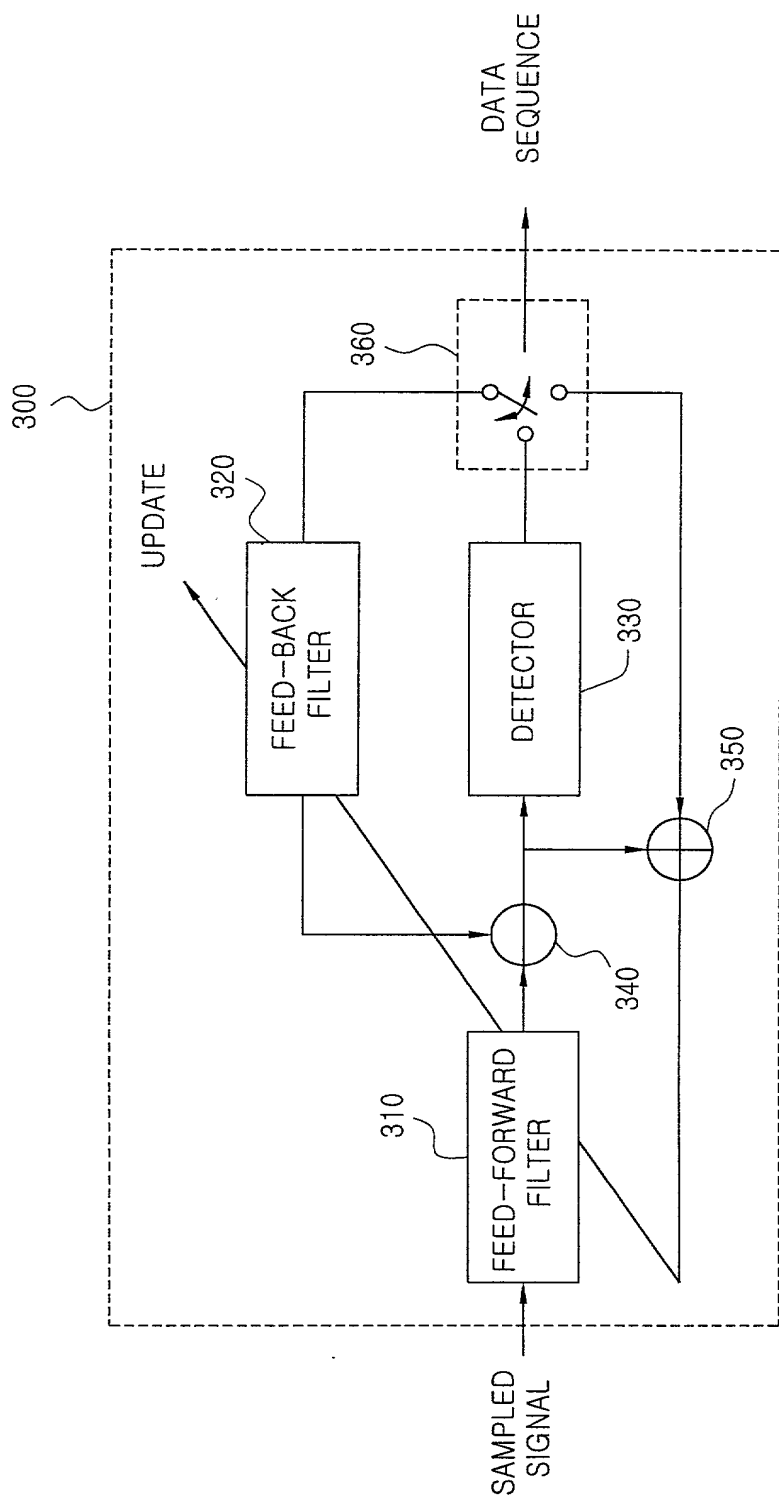 300
UPDATE
320
FEED-BACK
FILTER
360
DATA
SEQUENCE
310
FEED-FORWARD
FILTER
DETECTOR
330
340
350
SAMPLED
SIGNAL